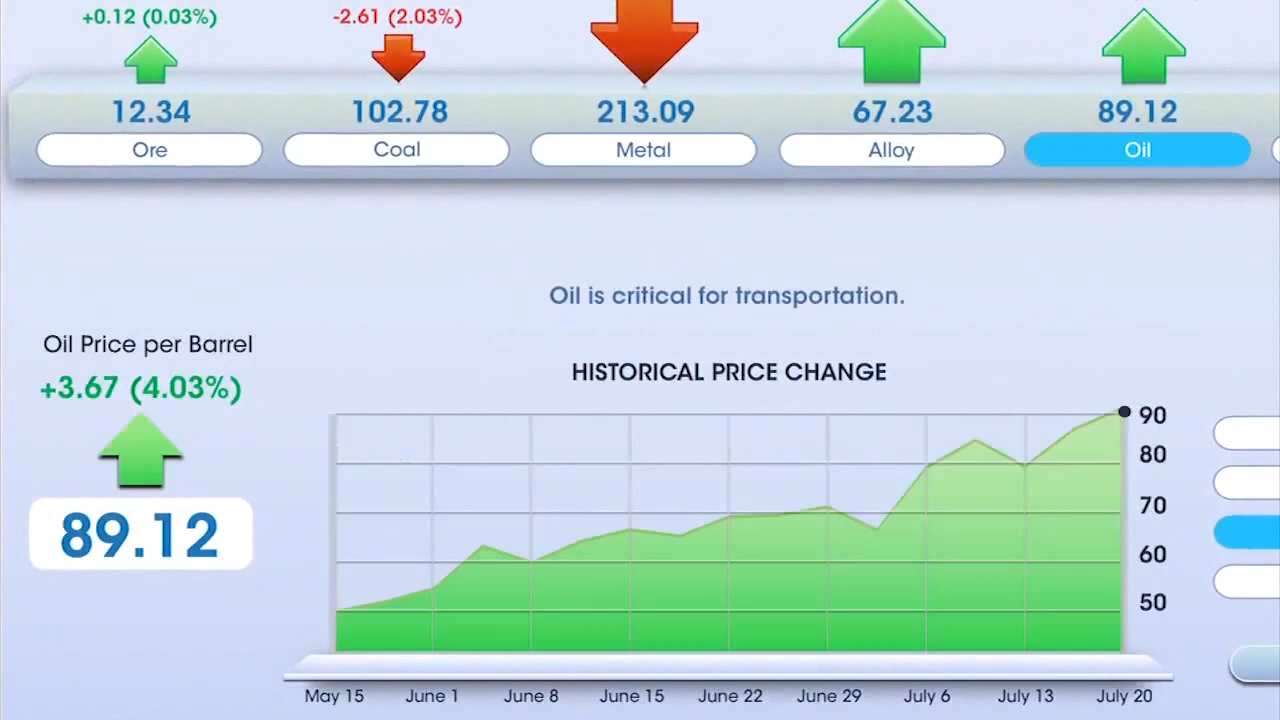 +0.12 (0.03%)
-2.61 (2.03%)
12.34
102.78
213.09
67.23
89.12
Ore
Coal
Metal
Alloy
Oil
Oil is critical for transportation.
Oil Price per Barrel
+3.67 (4.03%)
89.12
HISTORICAL PRICE CHANGE
90
80
70
60
50
May 15
June 1
June 8
June 15
June 22
June 29
July 6
July 13
July 20